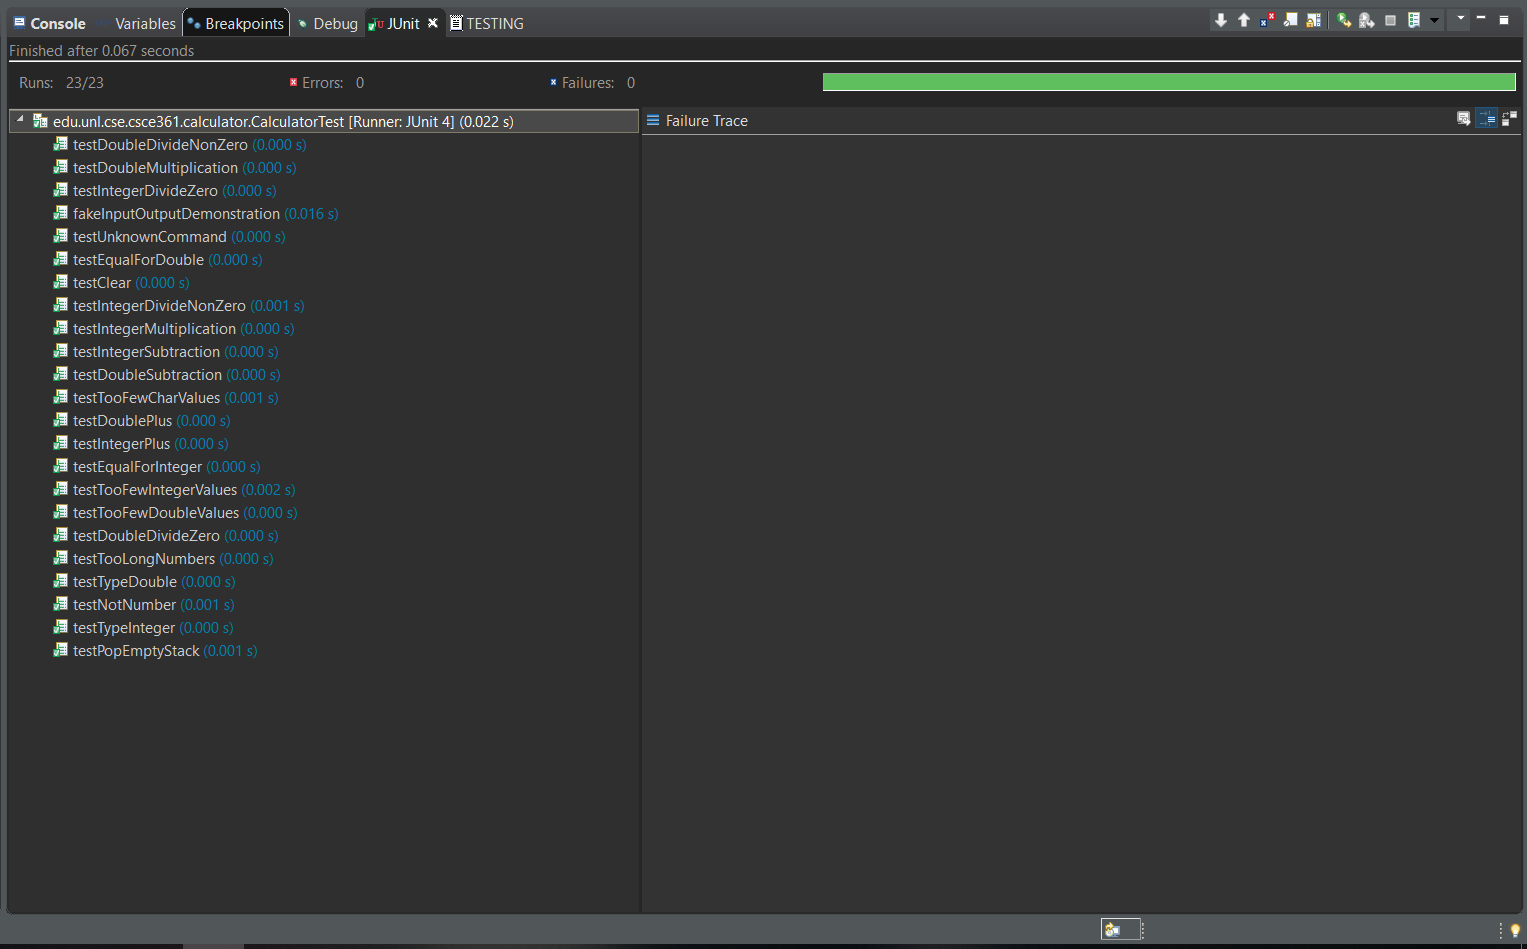 Console Variables Breakpoints Debug JUnit TESTING
Finished after 0.067 seconds
Runs: 23/23 Errors: 0 Failures: 0
edu.unl.cse.csce361.calculator.CalculatorTest [Runner: JUnit 4] (0.022 s)
Failure Trace
testDoubleDivideNonZero (0.000 s)
testDoubleMultiplication (0.000 s)
testIntegerDivideZero (0.000 s)
fakeInputOutputDemonstration (0.016 s)
testUnknownCommand (0.000 s)
testEqualForDouble (0.000 s)
testClear (0.000 s)
testIntegerDivideNonZero (0.001 s)
testIntegerMultiplication (0.000 s)
testIntegerSubtraction (0.000 s)
testDoubleSubtraction (0.000 s)
testTooFewCharValues (0.001 s)
testDoublePlus (0.000 s)
testIntegerPlus (0.000 s)
testEqualForInteger (0.000 s)
testTooFewIntegerValues (0.002 s)
testTooFewDoubleValues (0.000 s)
testDoubleDivideZero (0.000 s)
testTooLongNumbers (0.000 s)
testTypeDouble (0.000 s)
testNotNumber (0.001 s)
testTypeInteger (0.000 s)
testPopEmptyStack (0.001 s)